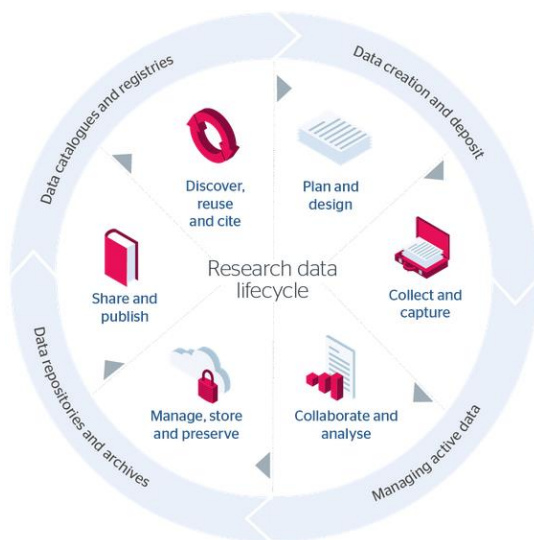 Data catalogues and registries
Data creation and deposit
Discover,
reuse
and cite
Plan and
design
Research data
lifecycle
Share and
publish
Collect and
capture
Manage, store
and preserve
Collaborate and
analyse
Data repositories and archives
Managing active data